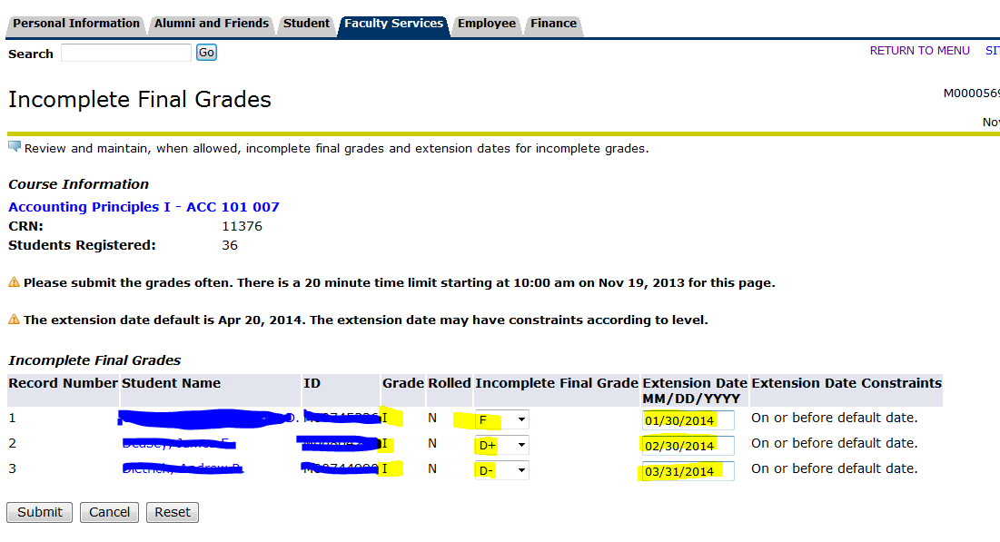 Personal Information Alumni and Friends Student Faculty Services Employee Finance
Search Go RETURN TO MENU SIT
Incomplete Final Grades M0000569
Nov
Review and maintain, when allowed, incomplete final grades and extension dates for incomplete grades.
Course Information
Accounting Principles I - ACC 101 007
CRN: 11376
Students Registered: 36
Please submit the grades often. There is a 20 minute time limit starting at 10:00 am on Nov 19, 2013 for this page.
The extension date default is Apr 20, 2014. The extension date may have constraints according to level.
Incomplete Final Grades
Record Number Student Name ID Grade Rolled Incomplete Final Grade Extension Date MM/DD/YYYY Extension Date Constraints
1 I N F 01/30/2014 On or before default date.
2 I N D+ 02/30/2014 On or before default date.
3 I N D- 03/31/2014 On or before default date.
Submit Cancel Reset